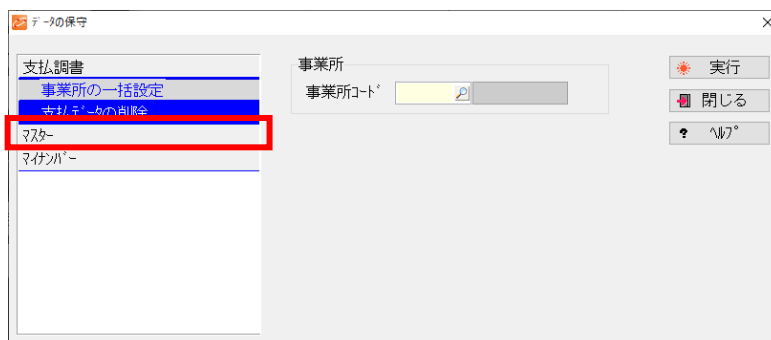 ﾃﾞｰﾀの保守
支払調書
事業所の一括設定
支払ﾃﾞｰﾀの削除
ﾏｽﾀｰ
ﾏｲﾅﾝﾊﾞｰ
事業所
事業所ｺｰﾄﾞ
実行
閉じる
? ﾍﾙﾌﾟ